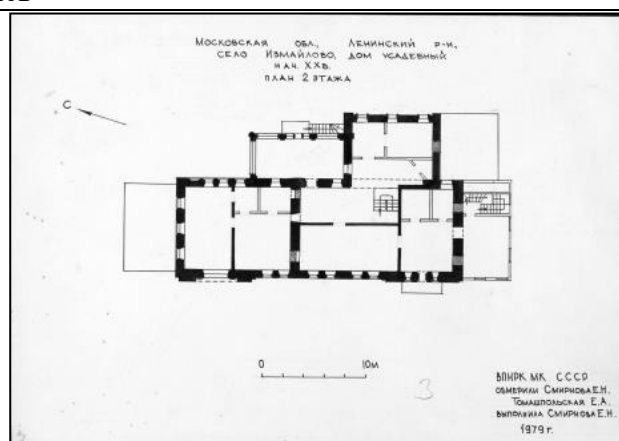 Московская обл., Ленинский р-н,
село Измайлово, дом усадебный
нач. XXв.
план 2 этажа
С
0 10м
3
ВПНРК МК СССР
обмерили Смирнова Е.Н.
Томашпольская Е.А.
выполнила Смирнова Е.Н.
1979 г.